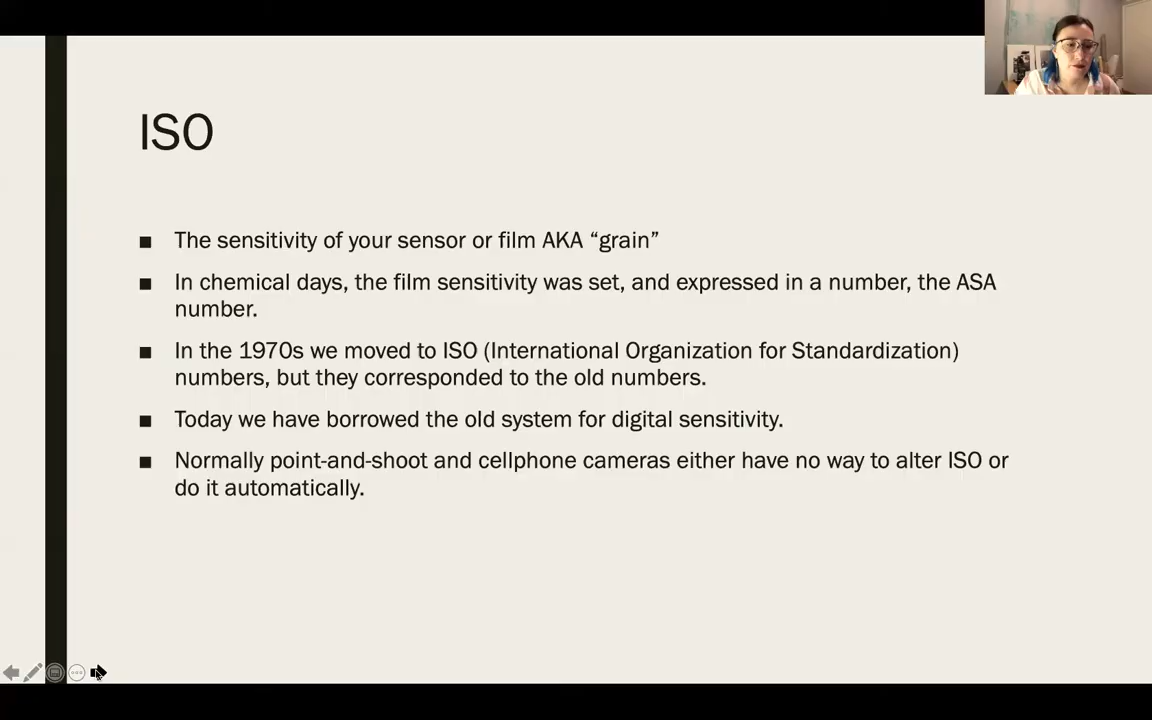 ISO
■ The sensitivity of your sensor or film AKA “grain”
■ In chemical days, the film sensitivity was set, and expressed in a number, the ASA
number.
■ In the 1970s we moved to ISO (International Organization for Standardization)
numbers, but they corresponded to the old numbers.
■ Today we have borrowed the old system for digital sensitivity.
■ Normally point-and-shoot and cellphone cameras either have no way to alter ISO or
do it automatically.